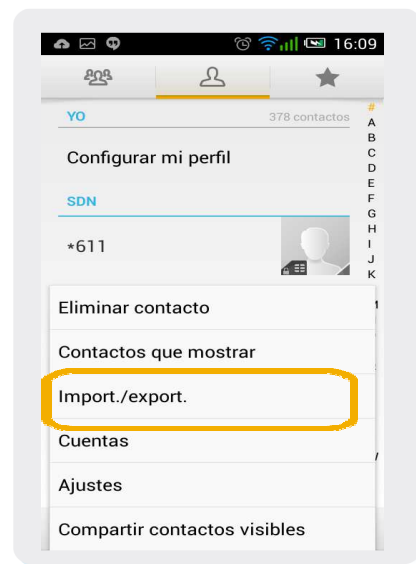 16:09
YO 378 contactos
Configurar mi perfil
SDN
*611
#
A
B
C
D
E
F
G
H
I
J
K
Eliminar contacto
Contactos que mostrar
Import./export.
Cuentas
Ajustes
Compartir contactos visibles